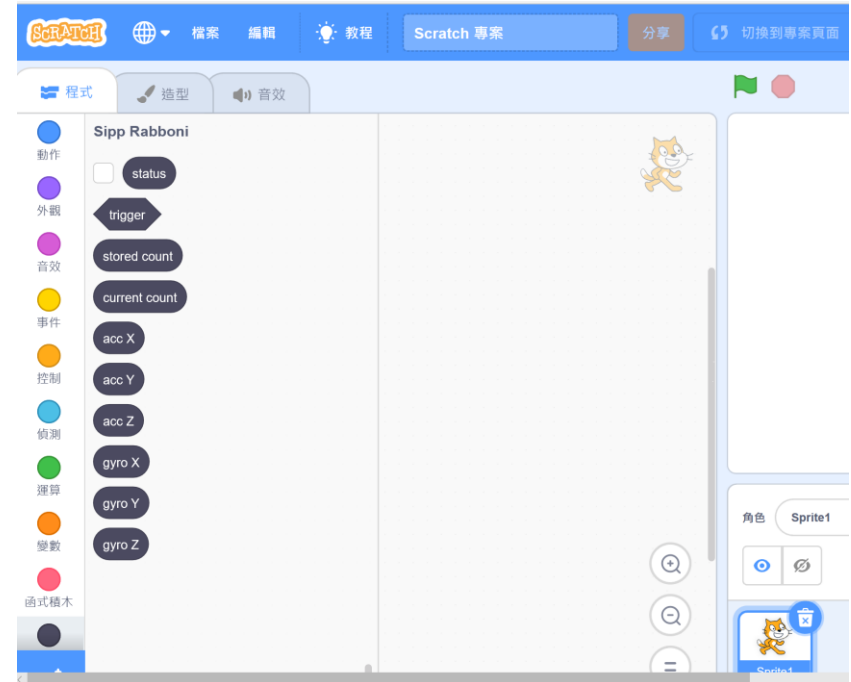 SCRATCH 檔案 編輯 教程 Scratch 專案 分享 切換到專案頁面
程式 造型 音效
Sipp Rabboni
動作
status
外觀
trigger
音效
stored count
事件
current count
控制
acc X
acc Y
偵測
acc Z
運算
gyro X
gyro Y
變數
gyro Z
函式積木
角色 Sprite1
Sprite1